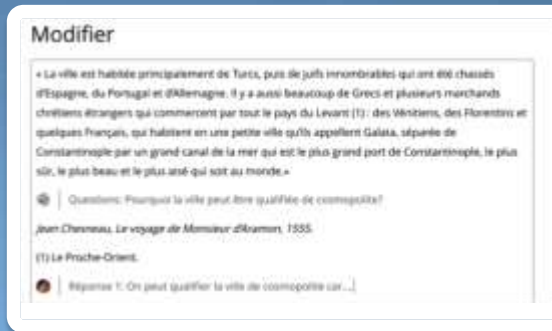 Modifier
« La ville est habitée principalement de Turcs, puis de juifs innombrables qui ont été chassés
d'Espagne, du Portugal et d'Allemagne. Il y a aussi beaucoup de Grecs et plusieurs marchands
chrétiens étrangers qui commercent par tout le pays du Levant (1) : des Vénitiens, des Florentins et
quelques Français, qui habitent en une petite ville qu'ils appellent Galata, séparée de
Constantinople par un grand canal de la mer qui est le plus grand port de Constantinople, le plus
sûr, le plus beau et le plus aisé qui soit au monde.»
Questions: Pourquoi la ville peut être qualifiée de cosmopolite?
Jean Chesneau, Le voyage de Monsieur d'Aramon, 1555.
(1) Le Proche-Orient.
Réponse 1: On peut qualifier la ville de cosmopolite car...